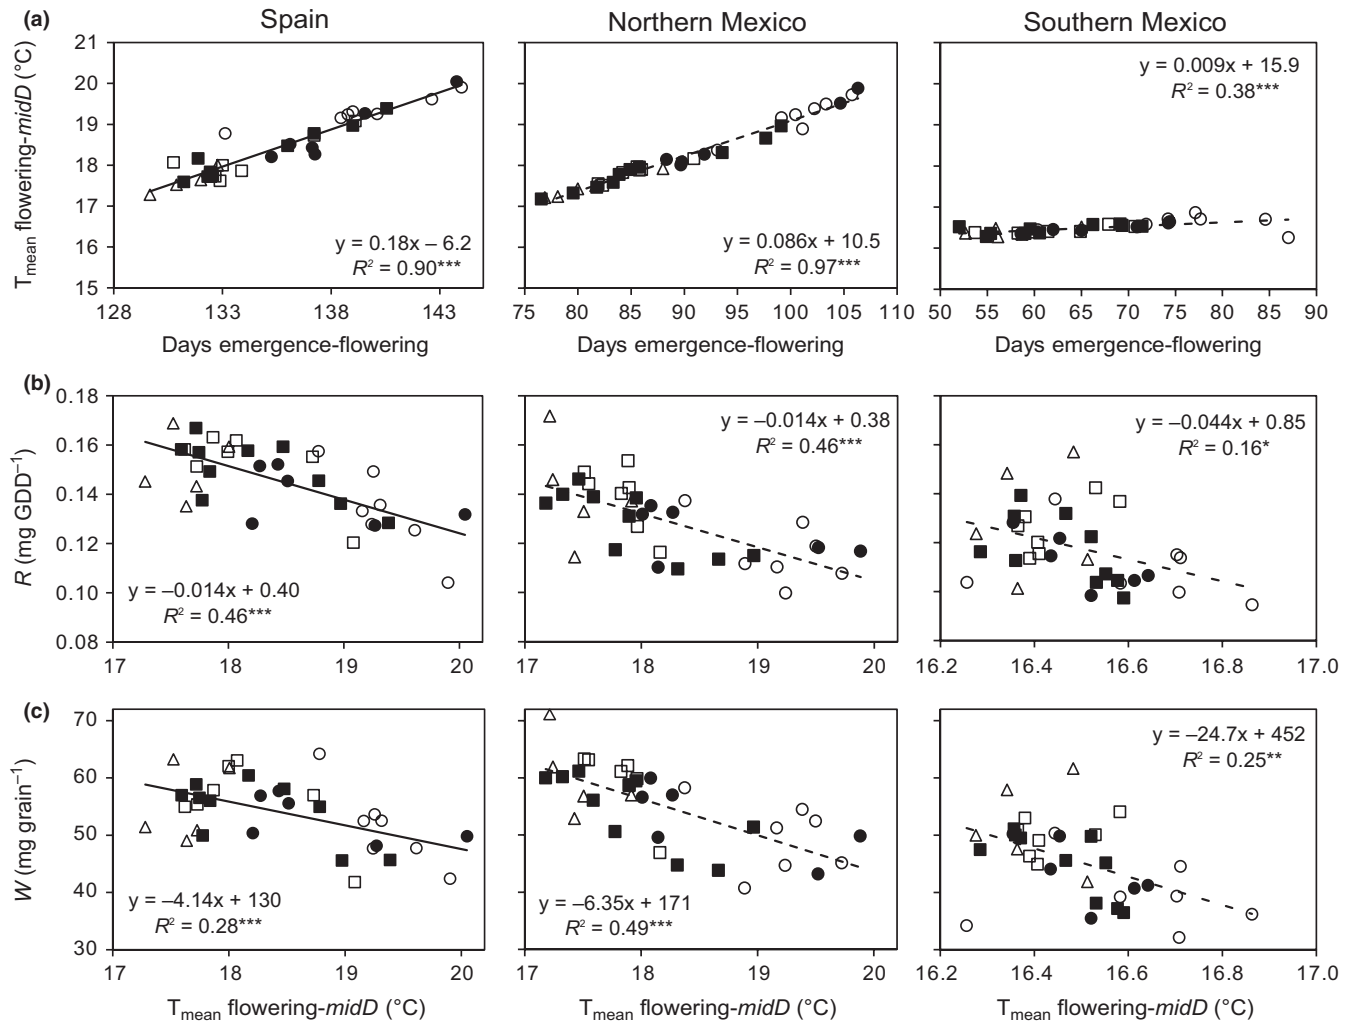 (a)
Spain
Northern Mexico
Southern Mexico
T_mean flowering-midD (°C)
21
20
19
18
17
16
15
y = 0.18x – 6.2
R² = 0.90***
y = 0.086x + 10.5
R² = 0.97***
y = 0.009x + 15.9
R² = 0.38***
128 133 138 143
75 80 85 90 95 100 105 110
50 55 60 65 70 75 80 85 90
Days emergence-flowering
Days emergence-flowering
Days emergence-flowering
(b)
R (mg GDD⁻¹)
0.18
0.16
0.14
0.12
0.10
0.08
y = –0.014x + 0.40
R² = 0.46***
y = –0.014x + 0.38
R² = 0.46***
y = –0.044x + 0.85
R² = 0.16*
17 18 19 20
17 18 19 20
16.2 16.4 16.6 16.8 17.0
(c)
W (mg grain⁻¹)
70
60
50
40
30
y = –4.14x + 130
R² = 0.28***
y = –6.35x + 171
R² = 0.49***
y = –24.7x + 452
R² = 0.25**
17 18 19 20
17 18 19 20
16.2 16.4 16.6 16.8 17.0
T_mean flowering-midD (°C)
T_mean flowering-midD (°C)
T_mean flowering-midD (°C)